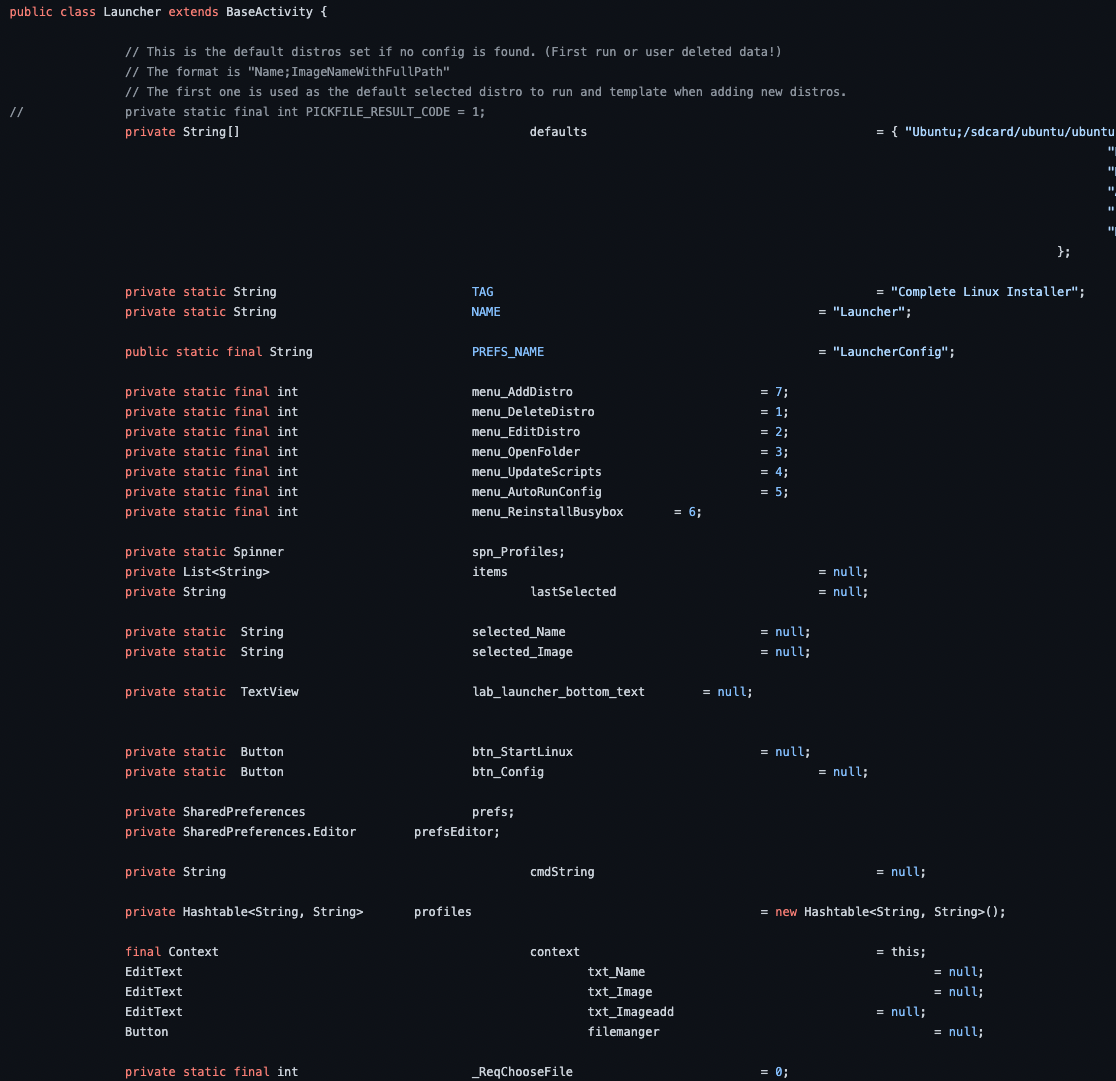 public class Launcher extends BaseActivity {
// This is the default distros set if no config is found. (First run or user deleted data!)
// The format is "Name;ImageNameWithFullPath"
// The first one is used as the default selected distro to run and template when adding new distros.
// private static final int PICKFILE_RESULT_CODE = 1;
private String[] defaults = { "Ubuntu;/sdcard/ubuntu/ubuntu
"
"
"
"
"
};
private static String TAG = "Complete Linux Installer";
private static String NAME = "Launcher";
public static final String PREFS_NAME = "LauncherConfig";
private static final int menu_AddDistro = 7;
private static final int menu_DeleteDistro = 1;
private static final int menu_EditDistro = 2;
private static final int menu_OpenFolder = 3;
private static final int menu_UpdateScripts = 4;
private static final int menu_AutoRunConfig = 5;
private static final int menu_ReinstallBusybox = 6;
private static Spinner spn_Profiles;
private List<String> items = null;
private String lastSelected = null;
private static String selected_Name = null;
private static String selected_Image = null;
private static TextView lab_launcher_bottom_text = null;
private static Button btn_StartLinux = null;
private static Button btn_Config = null;
private SharedPreferences prefs;
private SharedPreferences.Editor prefsEditor;
private String cmdString = null;
private Hashtable<String, String> profiles = new Hashtable<String, String>();
final Context context = this;
EditText txt_Name = null;
EditText txt_Image = null;
EditText txt_Imageadd = null;
Button filemanger = null;
private static final int _ReqChooseFile = 0;